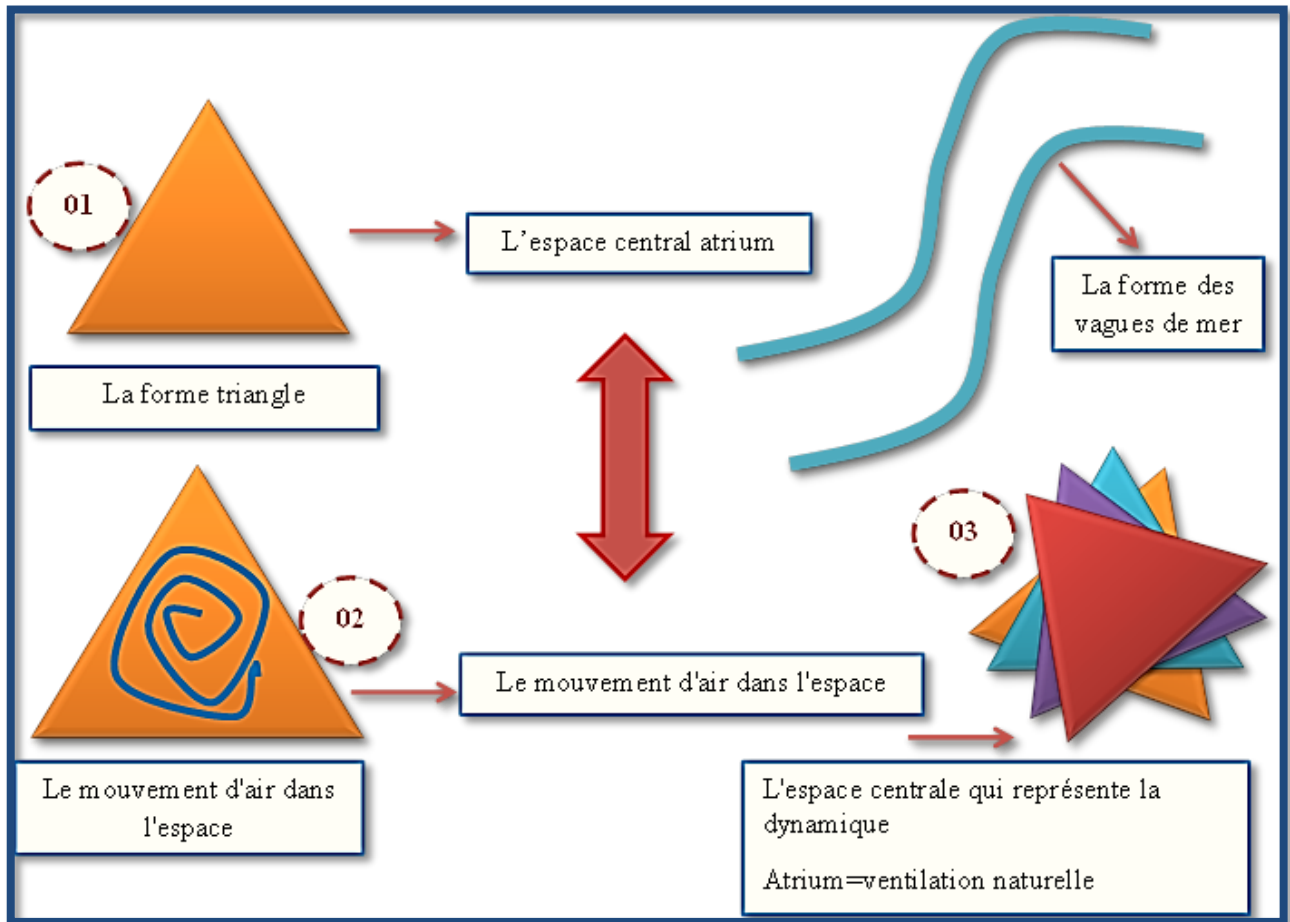 01
L'espace central atrium
La forme des
vagues de mer
La forme triangle
03
02
Le mouvement d'air dans l'espace
Le mouvement d'air dans
l'espace
L'espace centrale qui représente la
dynamique
Atrium=ventilation naturelle